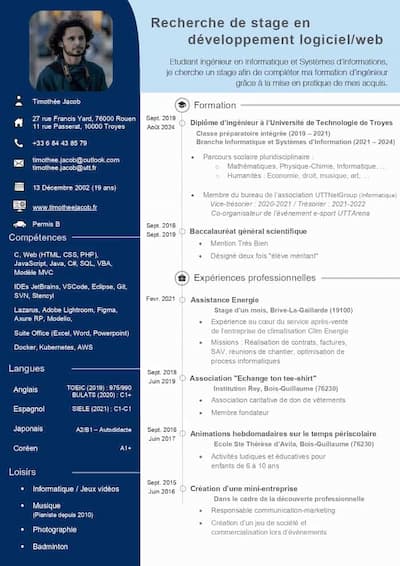 Recherche de stage en
développement logiciel/web
Etudiant ingénieur en Informatique et Systèmes d'Informations,
je cherche un stage afin de compléter ma formation d'ingénieur
grâce à la mise en pratique de mes acquis.
Timothée Jacob
27 rue Francis Yard, 76000 Rouen
11 rue Passerat, 10000 Troyes
+33 6 84 43 85 79
timothee.jacob@outlook.com
timothee.jacob@utt.fr
13 Décembre 2002 (19 ans)
www.timotheejacob.fr
Permis B
Compétences
C, Web (HTML, CSS, PHP),
JavaScript, Java, C#, SQL, VBA,
Modèle MVC
IDEs JetBrains, VSCode, Eclipse, Git,
SVN, Stencyl
Lazarus, Adobe Lightroom, Figma,
Axure RP, Modelio,
Suite Office (Excel, Word, Powerpoint)
Docker, Kubernetes, AWS
Langues
Anglais TOEIC (2019) : 975/990
BULATS (2020) : C1+
Espagnol SIELE (2021) : C1-C1
Japonais A2/B1 – Autodidacte
Coréen A1+
Loisirs
• Informatique / Jeux vidéos
• Musique
(Pianiste depuis 2010)
• Photographie
• Badminton
Formation
Sept. 2019
Août 2024
Diplôme d'ingénieur à l'Université de Technologie de Troyes
Classe préparatoire intégrée (2019 – 2021)
Branche Informatique et Systèmes d'Information (2021 – 2024)
• Parcours scolaire pluridisciplinaire :
o Mathématiques, Physique-Chimie, Informatique, …
o Humanités : Economie, droit, musique, art, …
• Membre du bureau de l'association UTTNetGroup (Informatique)
Vice-trésorier : 2020-2021 / Trésorier : 2021-2022
Co-organisateur de l'événement e-sport UTTArena
Sept. 2016
Sept. 2019
Baccalauréat général scientifique
• Mention Très Bien
• Désigné deux fois "élève méritant"
Expériences professionnelles
Fevr. 2021
Assistance Energie
Stage d'un mois, Brive-La-Gaillarde (19100)
• Expérience au cœur du service après-vente
de l'entreprise de climatisation Clim Energie
• Missions : Réalisation de contrats, factures,
SAV, réunions de chantier, optimisation de
process informatiques
Sept. 2018
Juin 2019
Association "Echange ton tee-shirt"
Institution Rey, Bois-Guillaume (76230)
• Association caritative de don de vêtements
• Membre fondateur
Sept. 2016
Juin 2017
Animations hebdomadaires sur le temps périscolaire
Ecole Ste Thérèse d'Avila, Bois-Guillaume (76230)
• Activités ludiques et éducatives pour
enfants de 6 à 10 ans
Sept. 2015
Juin 2016
Création d'une mini-entreprise
Dans le cadre de la découverte professionnelle
• Responsable communication-marketing
• Création d'un jeu de société et
commercialisation lors d'événements